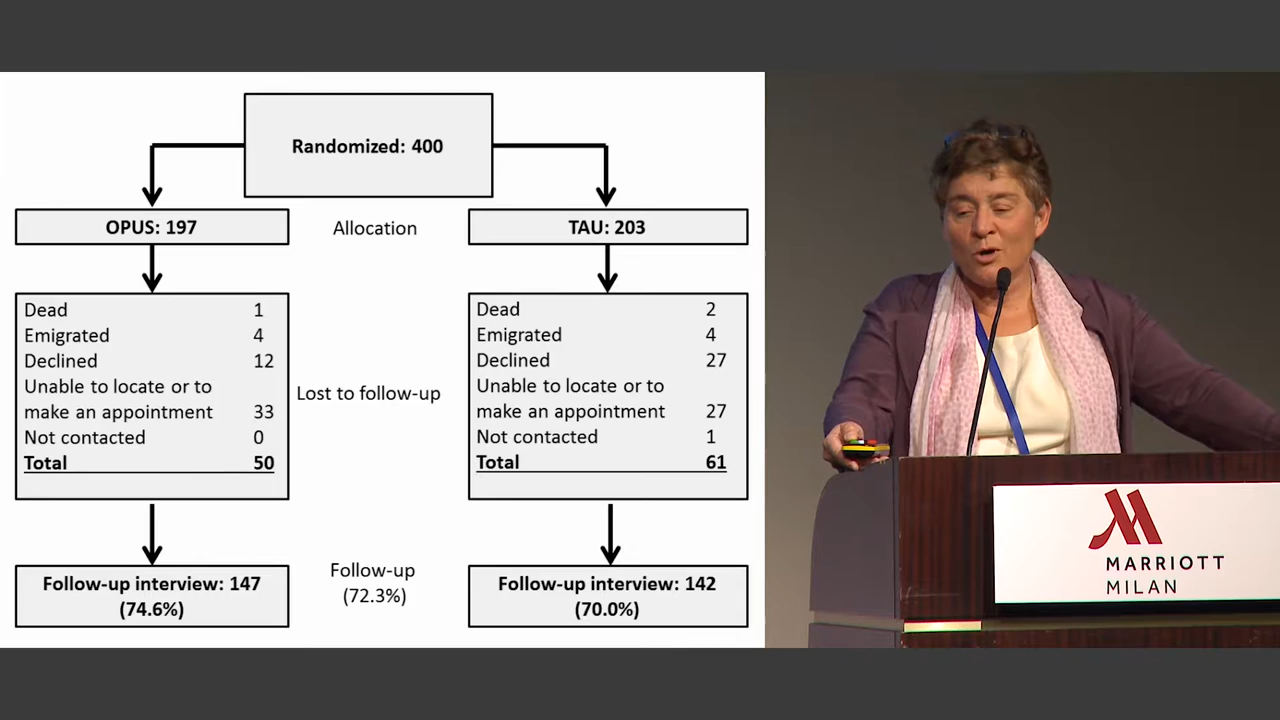 Randomized: 400
OPUS: 197
Allocation
TAU: 203
Dead 1
Emigrated 4
Declined 12
Unable to locate or to
make an appointment 33
Not contacted 0
Total 50
Lost to follow-up
Dead 2
Emigrated 4
Declined 27
Unable to locate or to
make an appointment 27
Not contacted 1
Total 61
Follow-up interview: 147
(74.6%)
Follow-up
(72.3%)
Follow-up interview: 142
(70.0%)
MARRIOTT
MILAN